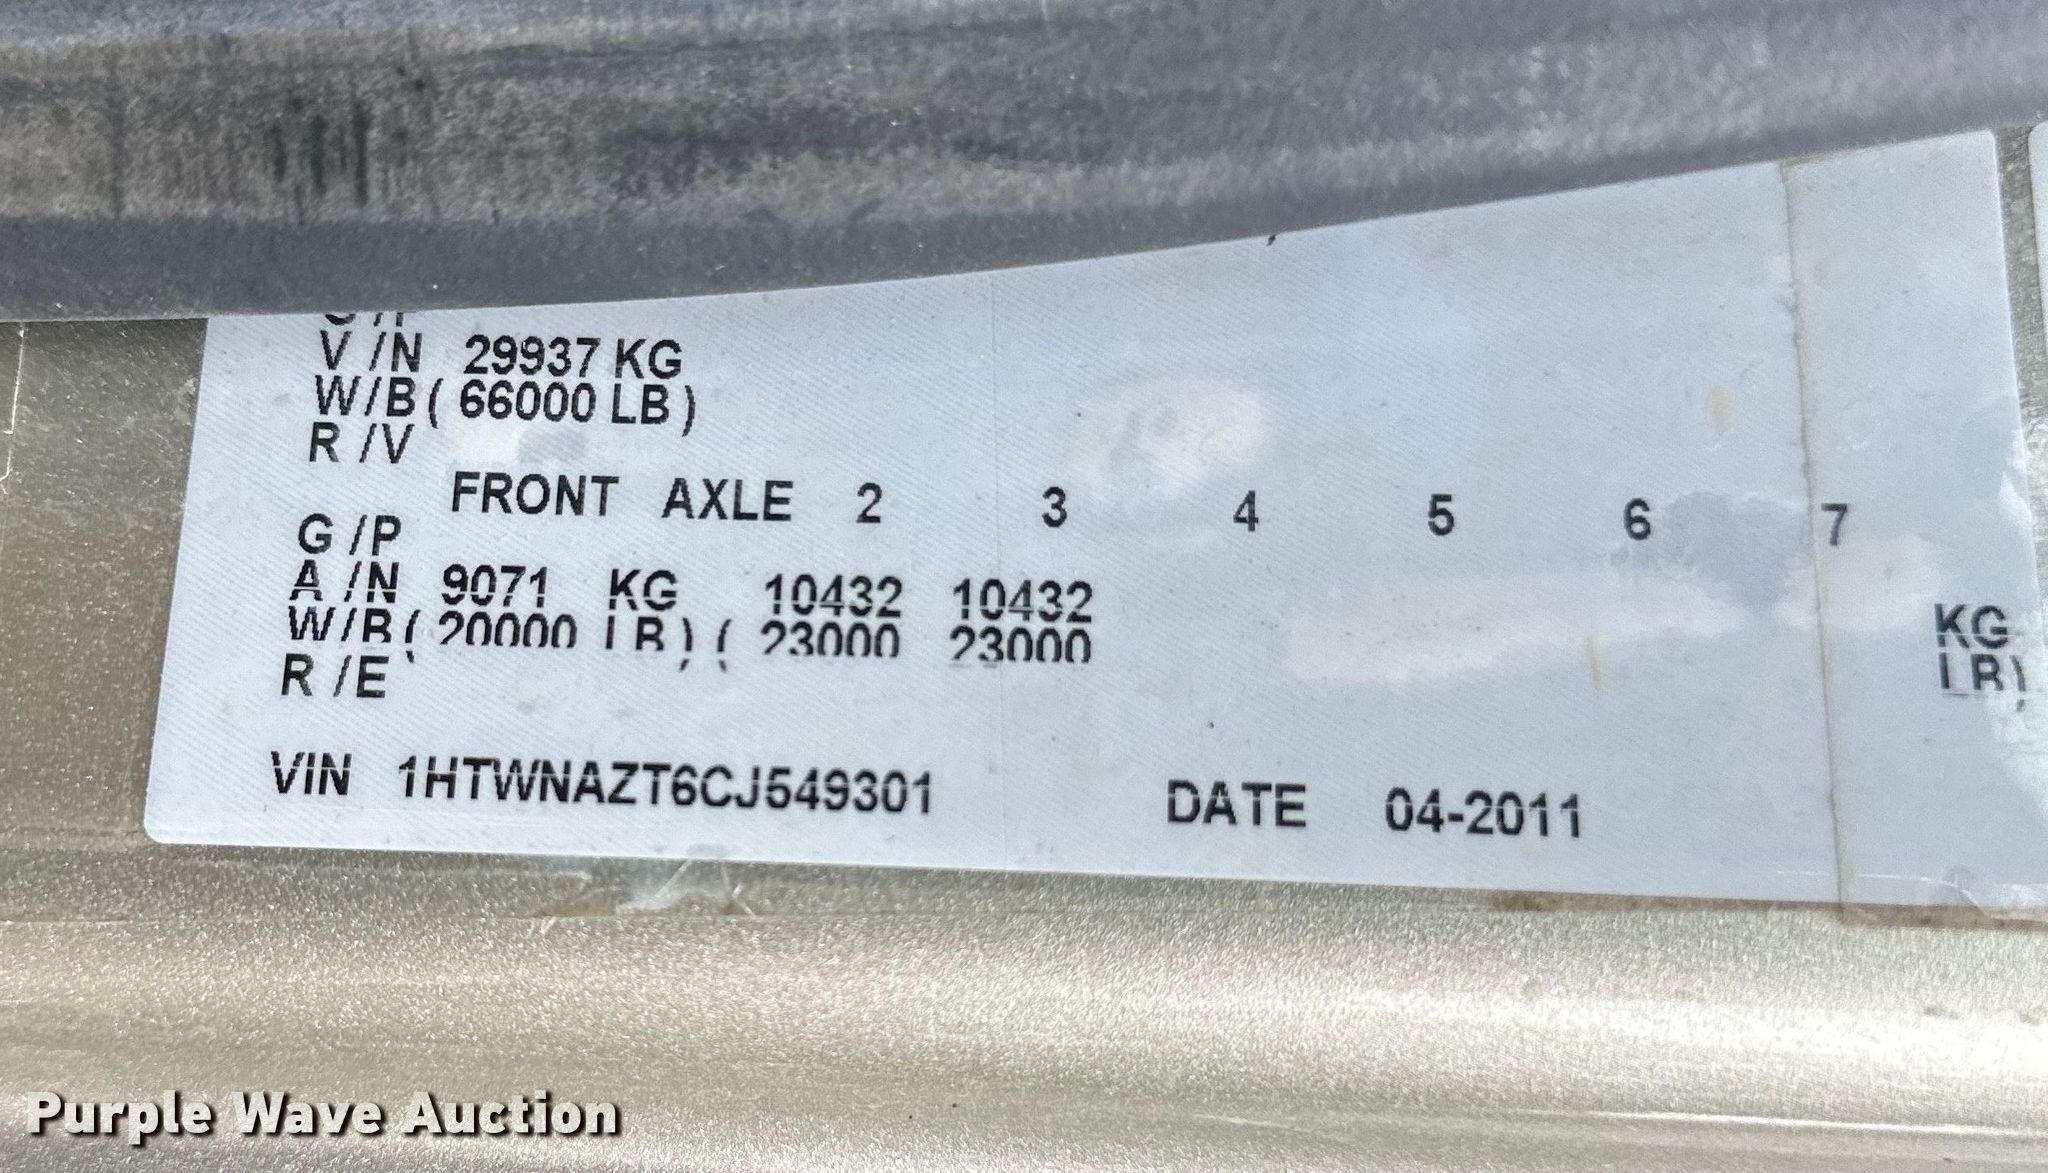 G /P
V /N 29937 KG
W/B ( 66000 LB )
R /V
FRONT AXLE 2 3 4 5 6 7
G /P
A /N 9071 KG 10432 10432 KG
W/B ( 20000 LB ) ( 23000 23000 LB )
R /E
VIN 1HTWNAZT6CJ549301 DATE 04-2011
Purple Wave Auction